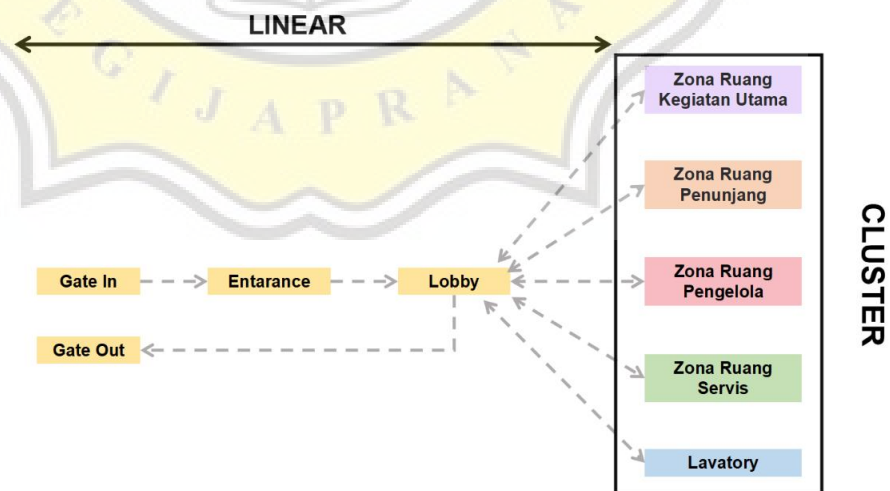 LINEAR
EGIJAPRANA
Zona Ruang
Kegiatan Utama
Zona Ruang
Penunjang
CLUSTER
Gate In
Entarance
Lobby
Zona Ruang
Pengelola
Gate Out
Zona Ruang
Servis
Lavatory